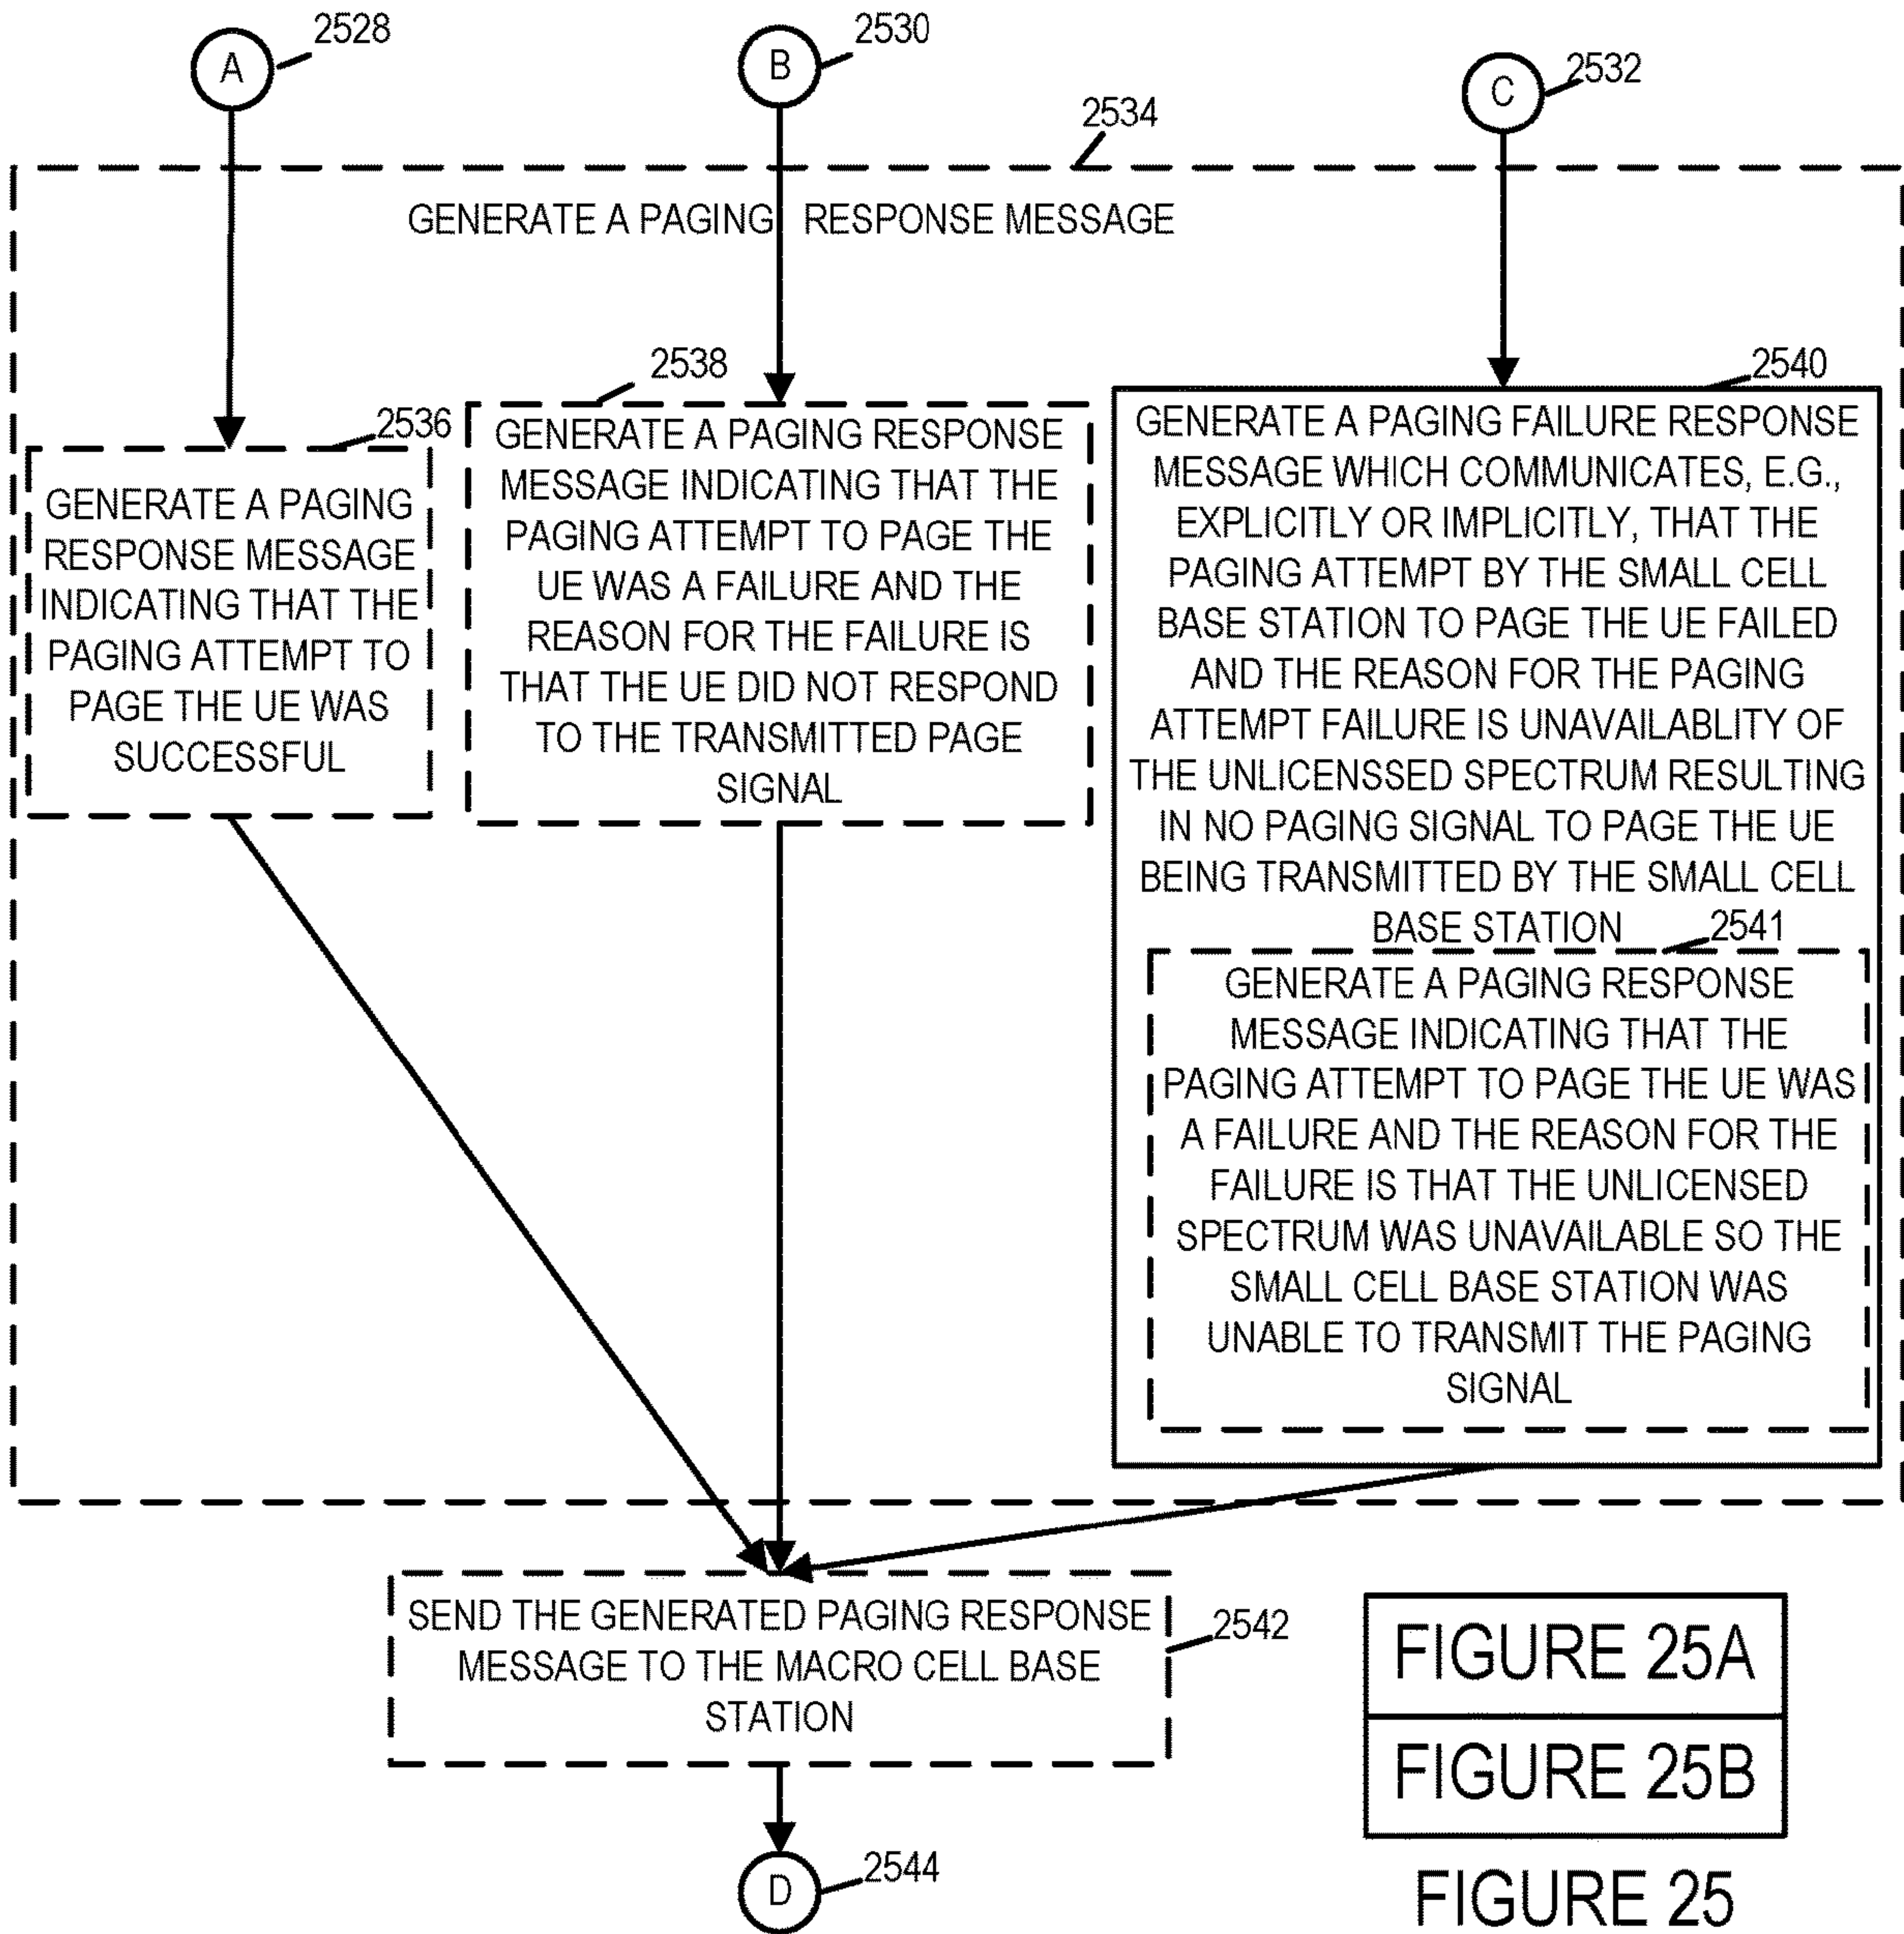 A
2528
B
2530
C
2532
2534
GENERATE A PAGING RESPONSE MESSAGE
2536
GENERATE A PAGING
RESPONSE MESSAGE
INDICATING THAT THE
PAGING ATTEMPT TO
PAGE THE UE WAS
SUCCESSFUL
2538
GENERATE A PAGING RESPONSE
MESSAGE INDICATING THAT THE
PAGING ATTEMPT TO PAGE THE
UE WAS A FAILURE AND THE
REASON FOR THE FAILURE IS
THAT THE UE DID NOT RESPOND
TO THE TRANSMITTED PAGE
SIGNAL
2540
GENERATE A PAGING FAILURE RESPONSE
MESSAGE WHICH COMMUNICATES, E.G.,
EXPLICITLY OR IMPLICITLY, THAT THE
PAGING ATTEMPT BY THE SMALL CELL
BASE STATION TO PAGE THE UE FAILED
AND THE REASON FOR THE PAGING
ATTEMPT FAILURE IS UNAVAILABLITY OF
THE UNLICENSSED SPECTRUM RESULTING
IN NO PAGING SIGNAL TO PAGE THE UE
BEING TRANSMITTED BY THE SMALL CELL
BASE STATION
2541
GENERATE A PAGING RESPONSE
MESSAGE INDICATING THAT THE
PAGING ATTEMPT TO PAGE THE UE WAS
A FAILURE AND THE REASON FOR THE
FAILURE IS THAT THE UNLICENSED
SPECTRUM WAS UNAVAILABLE SO THE
SMALL CELL BASE STATION WAS
UNABLE TO TRANSMIT THE PAGING
SIGNAL
SEND THE GENERATED PAGING RESPONSE
MESSAGE TO THE MACRO CELL BASE
STATION
2542
D
2544
FIGURE 25A
FIGURE 25B
FIGURE 25